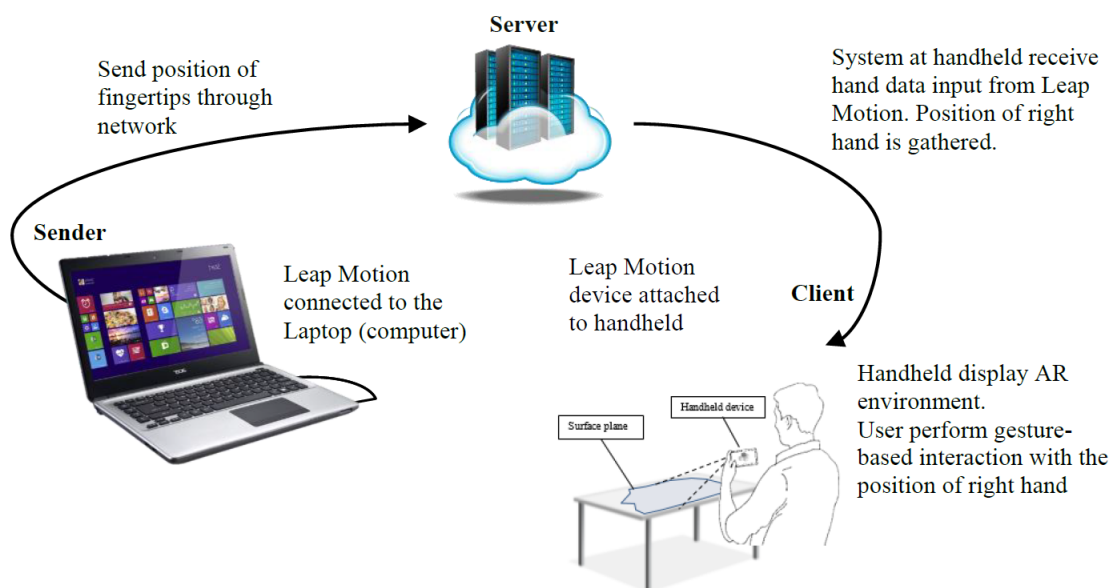 Server
Send position of
fingertips through
network
System at handheld receive
hand data input from Leap
Motion. Position of right
hand is gathered.
Sender
Leap Motion
connected to the
Laptop (computer)
Leap Motion
device attached
to handheld
Client
Handheld display AR
environment.
User perform gesture-
based interaction with the
position of right hand
Handheld device
Surface plane